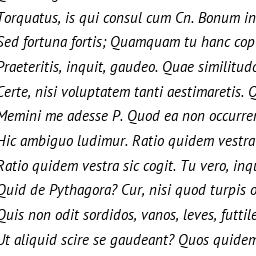 Torquatus, is qui consul cum Cn. Bonum in
Sed fortuna fortis; Quamquam tu hanc cop
Praeteritis, inquit, gaudeo. Quae similitudo
Certe, nisi voluptatem tanti aestimaretis. Q
Memini me adesse P. Quod ea non occurren
Hic ambiguo ludimur. Ratio quidem vestra
Ratio quidem vestra sic cogit. Tu vero, inqu
Quid de Pythagora? Cur, nisi quod turpis o
Quis non odit sordidos, vanos, leves, futtile
Ut aliquid scire se gaudeant? Quos quidem